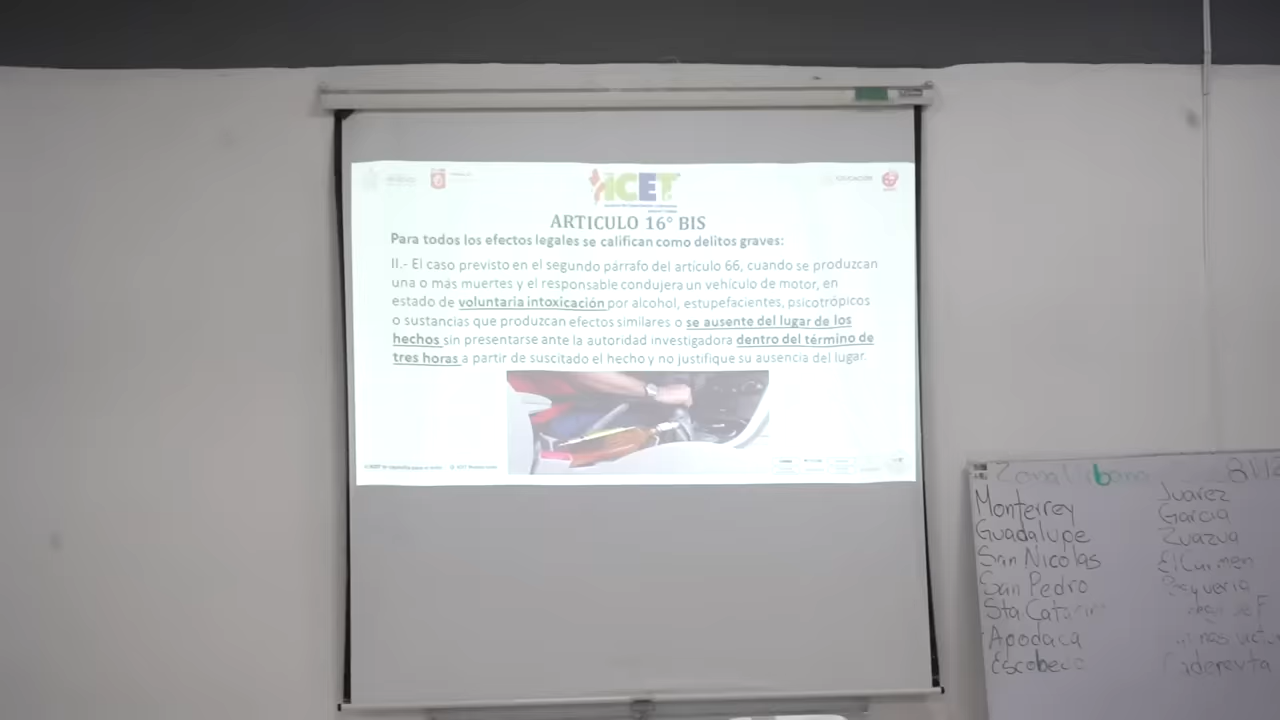 ICET
ARTICULO 16° BIS
Para todos los efectos legales se califican como delitos graves:
II.- El caso previsto en el segundo párrafo del articulo 66, cuando se produzcan
una o más muertes y el responsable condujera un vehículo de motor, en
estado de voluntaria intoxicación por alcohol, estupefacientes, psicotrópicos
o sustancias que produzcan efectos similares o se ausente del lugar de los
hechos sin presentarse ante la autoridad investigadora dentro del término de
tres horas a partir de suscitado el hecho y no justifique su ausencia del lugar.
Zona Urbana
Monterrey
Guadalupe
San Nicolas
San Pedro
Sta Catarin
Apodaca
Escobedo
Juarez
Garcia
Zuazua
El Carmen
Pesqueria
Cadereyta